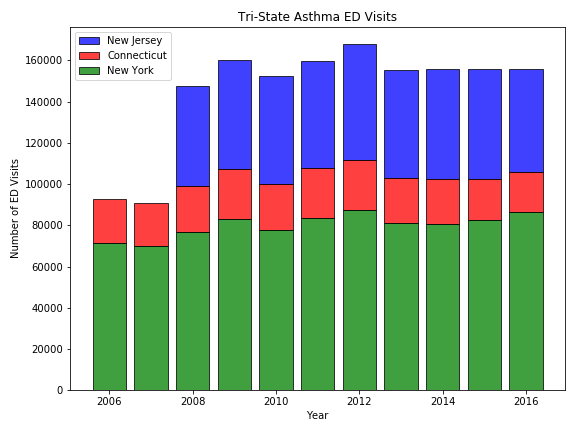 Tri-State Asthma ED Visits
New Jersey
Connecticut
New York
160000
140000
120000
100000
80000
60000
40000
20000
0
Number of ED Visits
2006 2008 2010 2012 2014 2016
Year